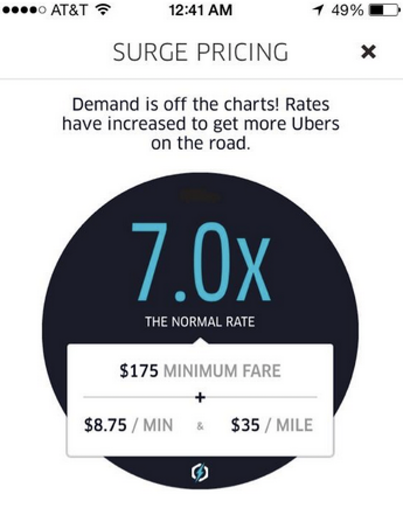 AT&T 12:41 AM 49%
SURGE PRICING ×
Demand is off the charts! Rates
have increased to get more Ubers
on the road.
7.0x
THE NORMAL RATE
$175 MINIMUM FARE
+
$8.75 / MIN & $35 / MILE